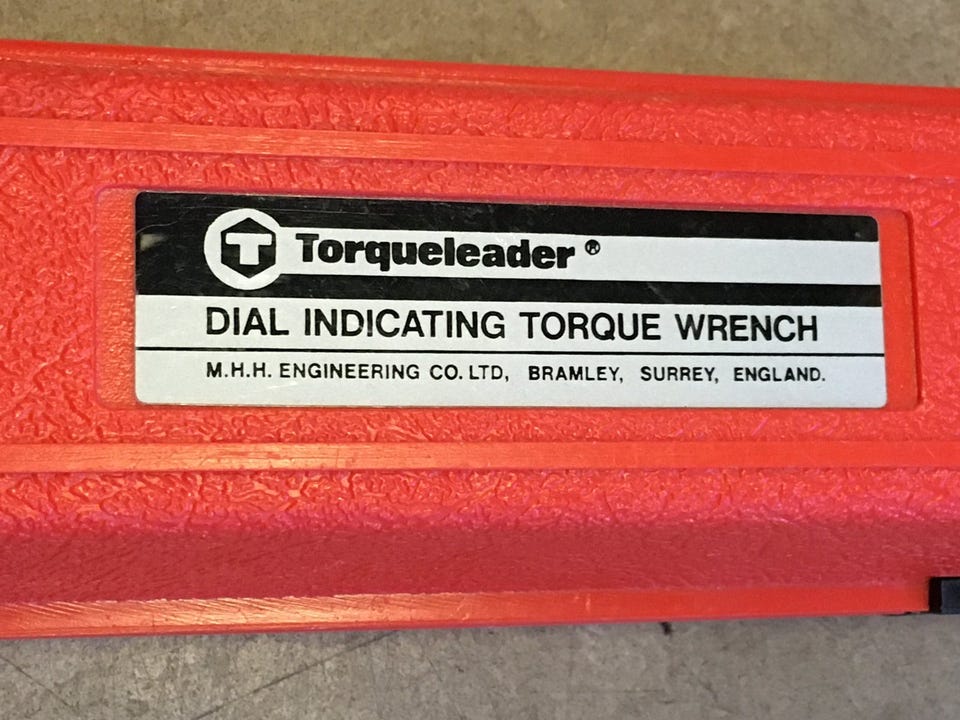 Torqueleader ®
DIAL INDICATING TORQUE WRENCH
M.H.H. ENGINEERING CO. LTD, BRAMLEY, SURREY, ENGLAND.